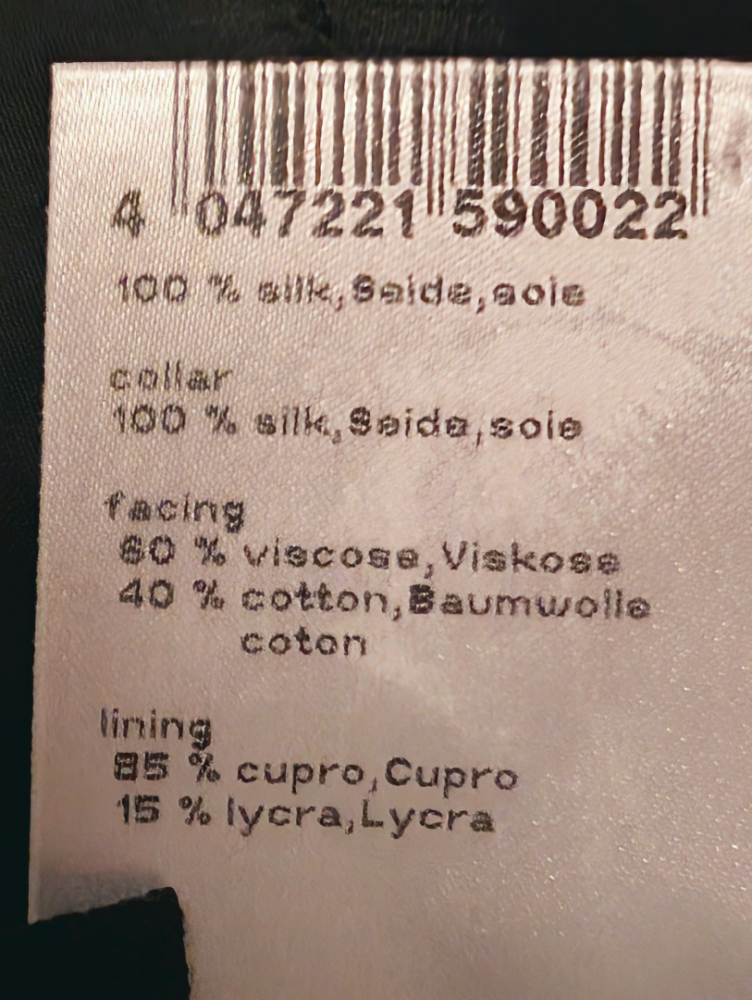 4 047221 590022
100 % silk,Seide,soie
collar
100 % silk,Seide,soie
facing
60 % viscose,Viskose
40 % cotton,Baumwolle
coton
lining
85 % cupro,Cupro
15 % lycra,Lycra